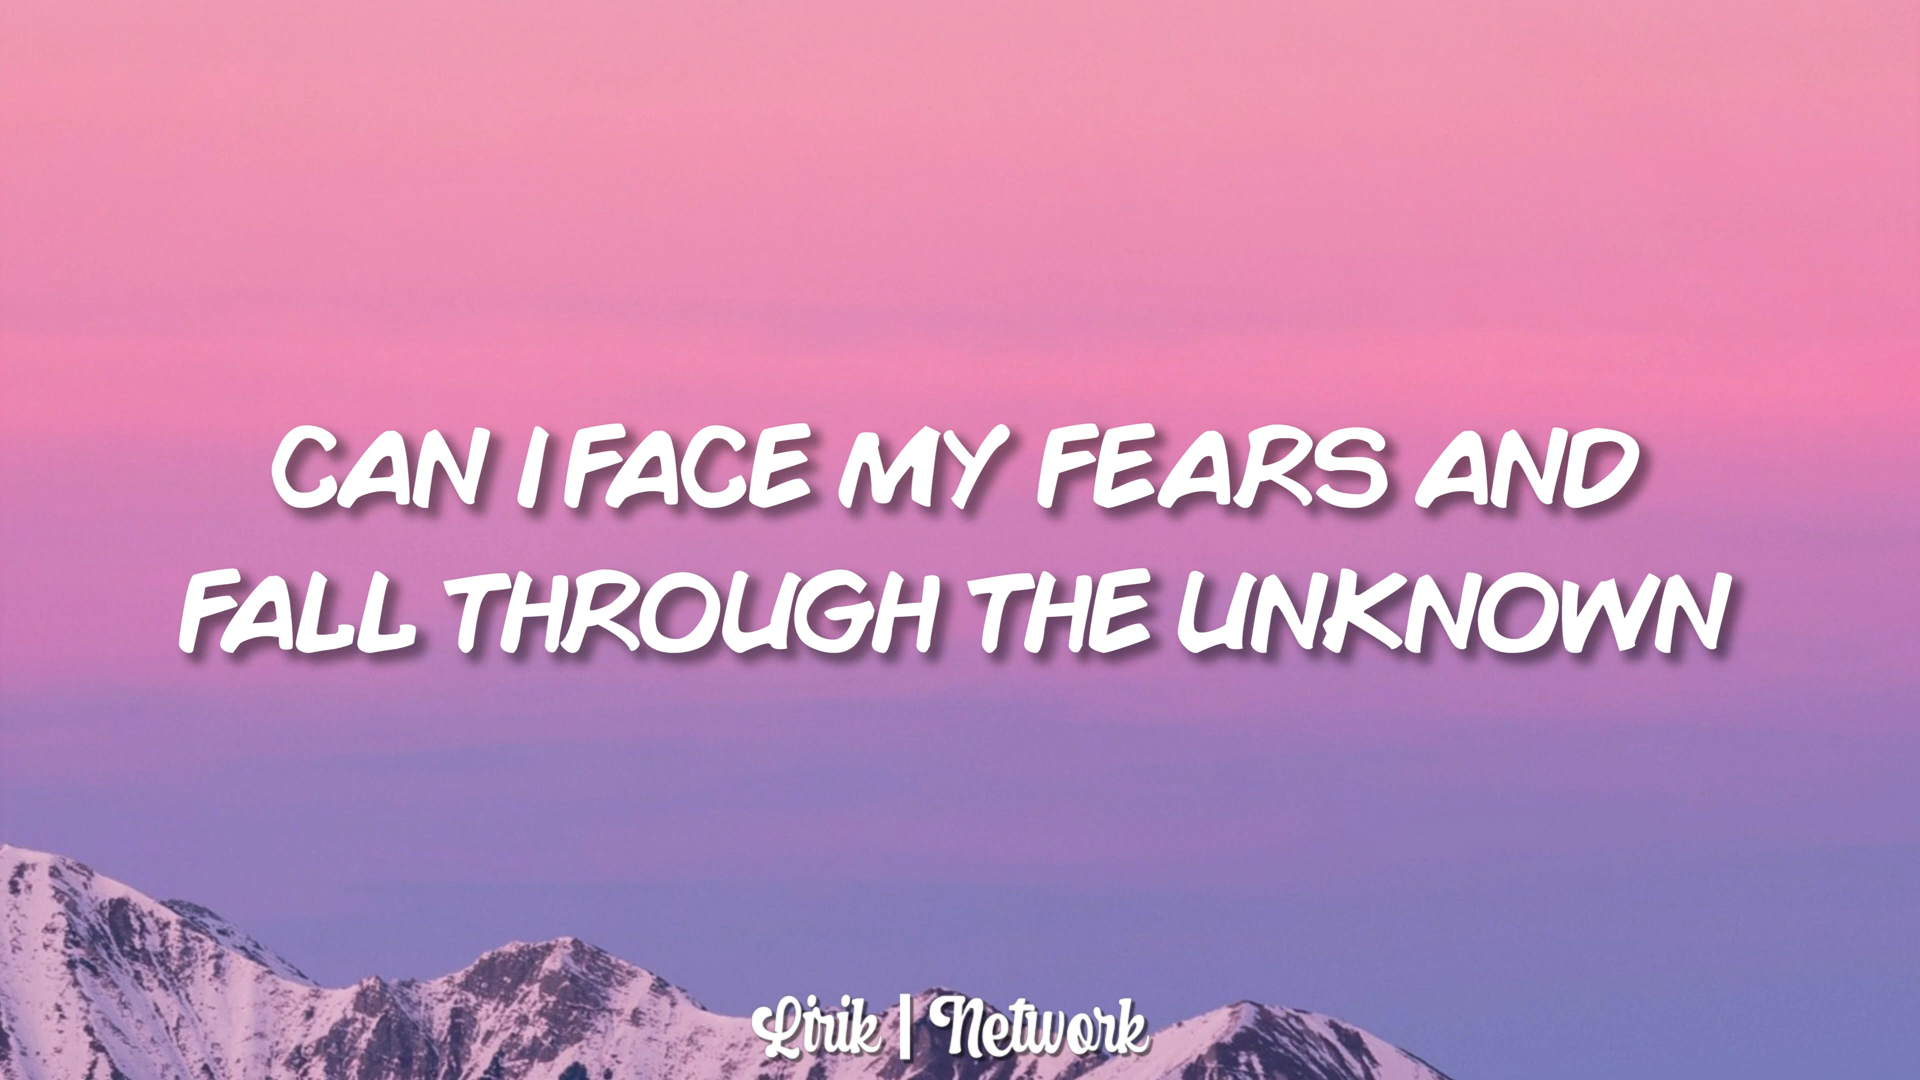 CAN I FACE MY FEARS AND
FALL THROUGH THE UNKNOWN
Lirik | Network